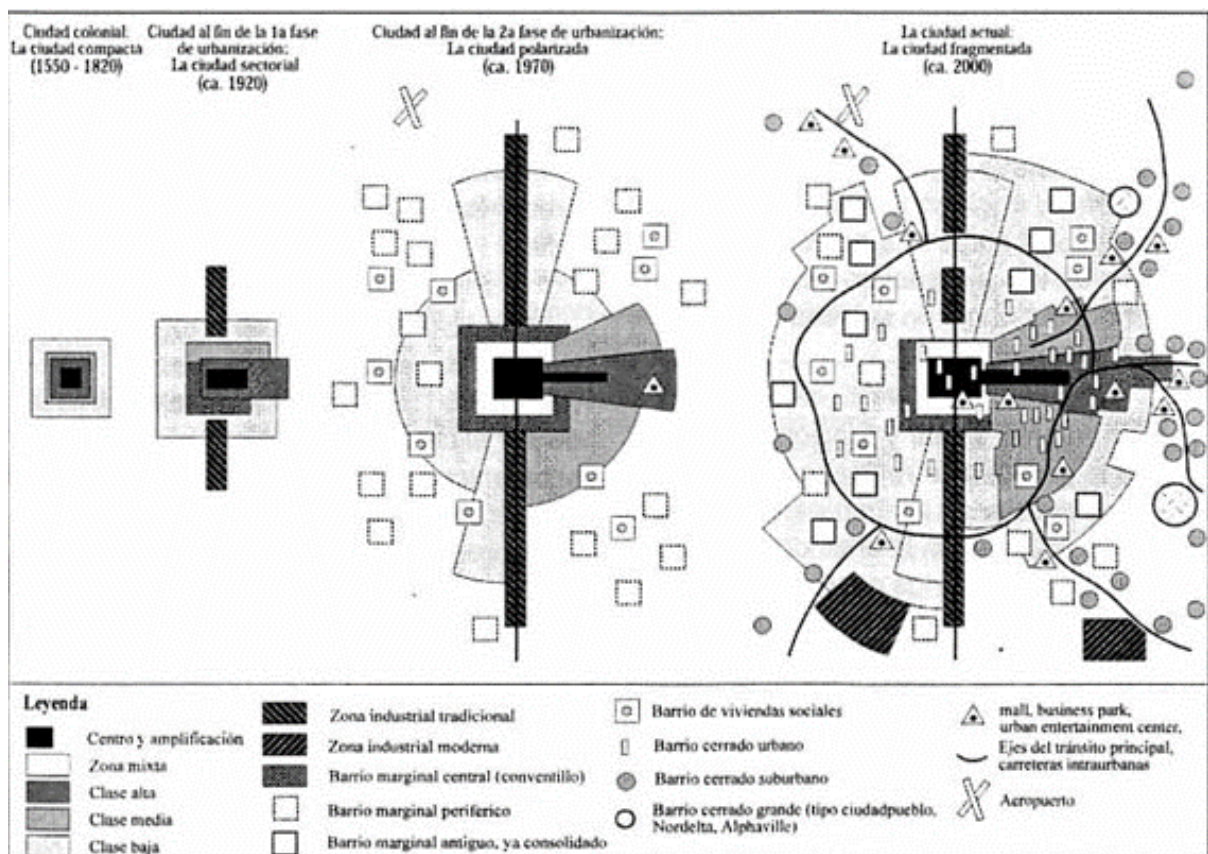 Ciudad colonial:
La ciudad compacta
(1550 - 1820)
Ciudad al fin de la 1a fase
de urbanización:
La ciudad sectorial
(ca. 1920)
Ciudad al fin de la 2a fase de urbanización:
La ciudad polarizada
(ca. 1970)
La ciudad actual:
La ciudad fragmentada
(ca. 2000)
Leyenda
Centro y amplificación
Zona mixta
Clase alta
Clase media
Clase baja
Zona industrial tradicional
Zona industrial moderna
Barrio marginal central (conventillo)
Barrio marginal periférico
Barrio marginal antiguo, ya consolidado
Barrio de viviendas sociales
Barrio cerrado urbano
Barrio cerrado suburbano
Barrio cerrado grande (tipo ciudadpueblo,
Nordelta, Alphaville)
mall, business park,
urban entertainment center,
Ejes del tránsito principal,
carreteras intraurbanas
Aeropuerto